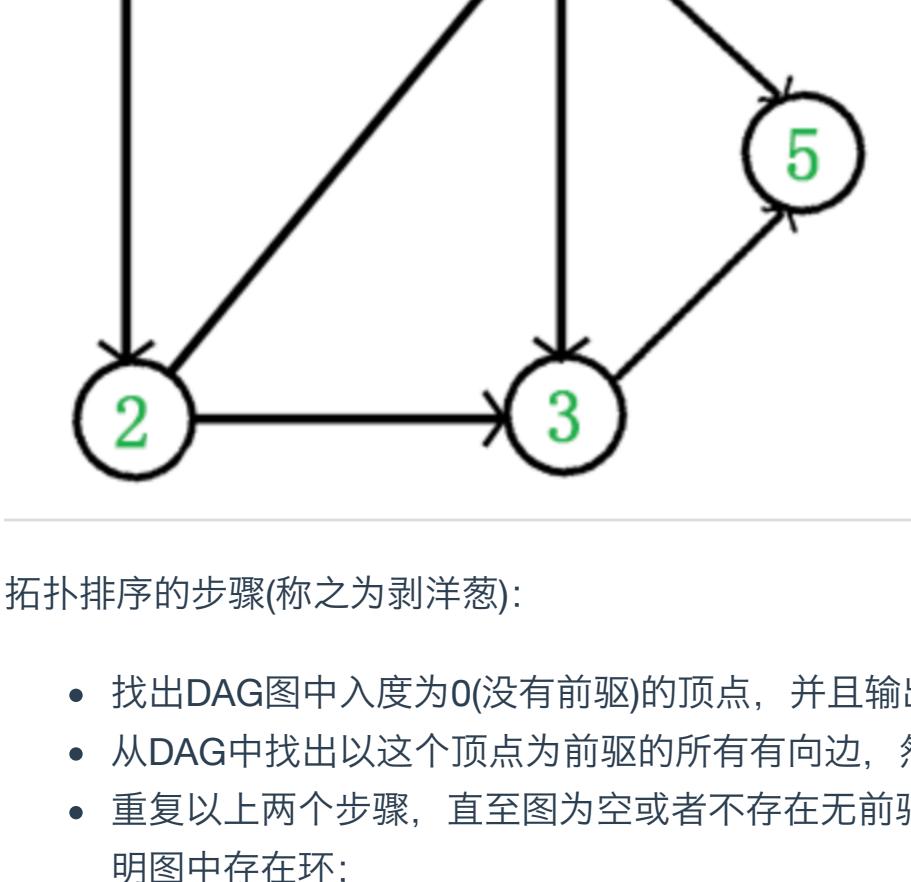 5
2
3
拓扑排序的步骤(称之为剥洋葱):
找出DAG图中入度为0(没有前驱)的顶点，并且输
从DAG中找出以这个顶点为前驱的所有有向边，
重复以上两个步骤，直至图为空或者不存在无前
明图中存在环;